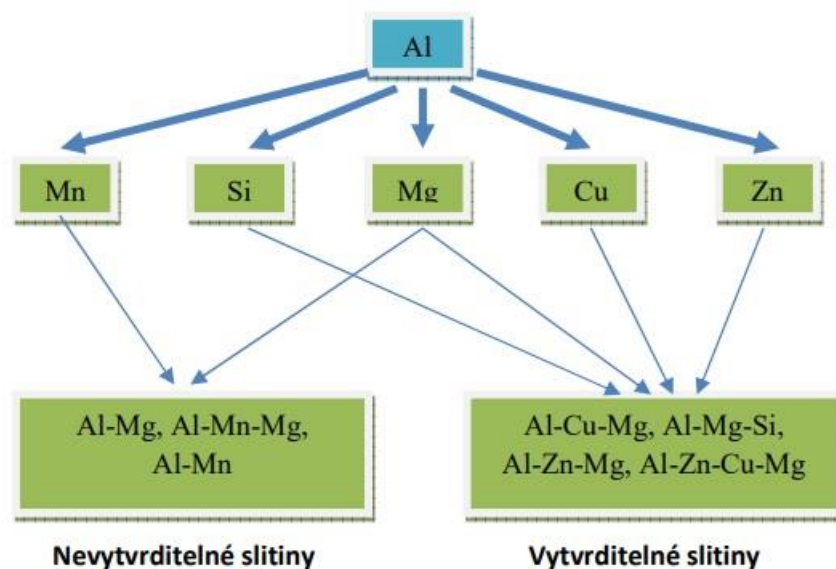 Al
Mn
Si
Mg
Cu
Zn
Al-Mg, Al-Mn-Mg,
Al-Mn
Al-Cu-Mg, Al-Mg-Si,
Al-Zn-Mg, Al-Zn-Cu-Mg
Nevytvrditelné slitiny
Vytvrditelné slitiny